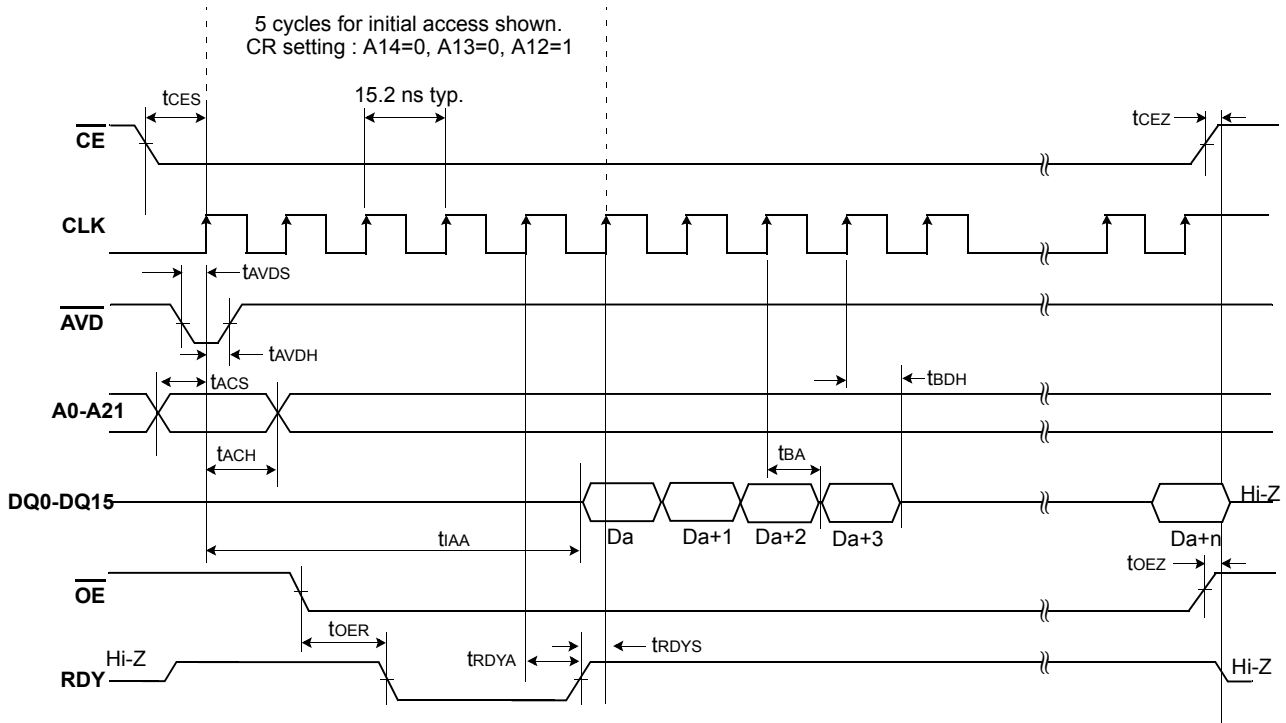 5 cycles for initial access shown.
CR setting : A14=0, A13=0, A12=1
15.2 ns typ.
tCES
tCEZ
CE
CLK
tAVDS
AVD
tAVDH
tACS
tBDH
A0-A21
tACH
tBA
DQ0-DQ15
Hi-Z
Da
Da+1
Da+2
Da+3
Da+n
tIAA
tOEZ
OE
tOER
tRDYA
tRDYS
Hi-Z
Hi-Z
RDY